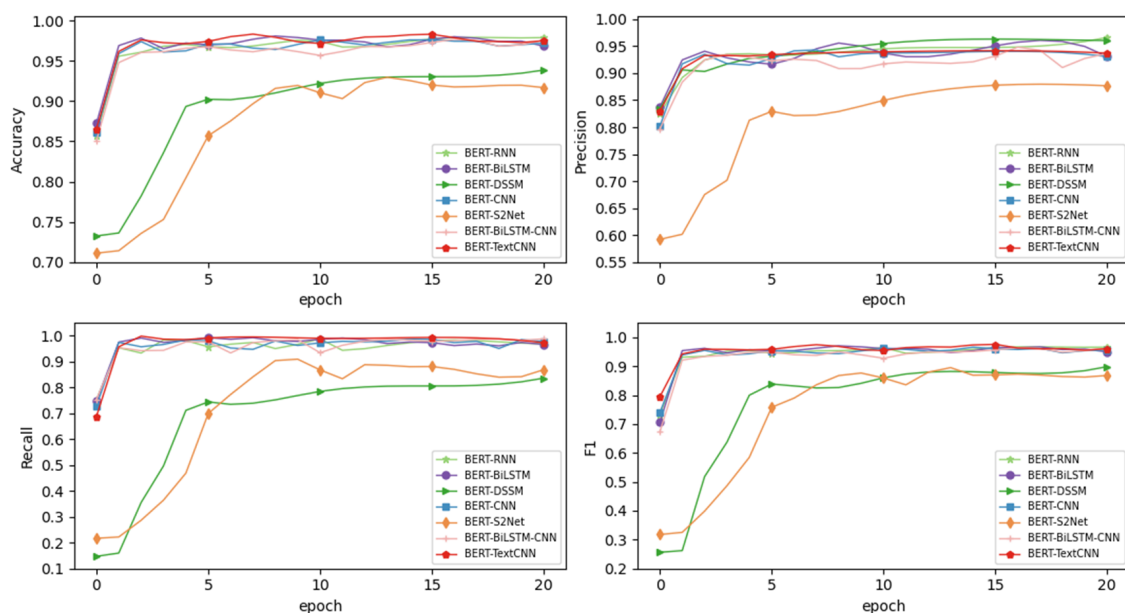 1.00
0.95
0.90
0.85
0.80
0.75
0.70
Accuracy
0 5 10 15 20
epoch
BERT-RNN
BERT-BiLSTM
BERT-DSSM
BERT-CNN
BERT-S2Net
BERT-BiLSTM-CNN
BERT-TextCNN
1.00
0.95
0.90
0.85
0.80
0.75
0.70
0.65
0.60
0.55
Precision
0 5 10 15 20
epoch
BERT-RNN
BERT-BiLSTM
BERT-DSSM
BERT-CNN
BERT-S2Net
BERT-BiLSTM-CNN
BERT-TextCNN
1.0
0.9
0.8
0.7
0.6
0.5
0.4
0.3
0.2
0.1
Recall
0 5 10 15 20
epoch
BERT-RNN
BERT-BiLSTM
BERT-DSSM
BERT-CNN
BERT-S2Net
BERT-BiLSTM-CNN
BERT-TextCNN
1.0
0.9
0.8
0.7
0.6
0.5
0.4
0.3
0.2
F1
0 5 10 15 20
epoch
BERT-RNN
BERT-BiLSTM
BERT-DSSM
BERT-CNN
BERT-S2Net
BERT-BiLSTM-CNN
BERT-TextCNN